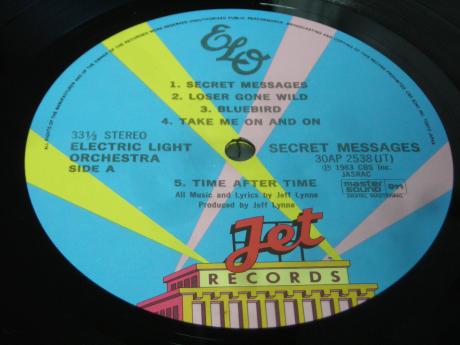 ELO
1. SECRET MESSAGES
2. LOSER GONE WILD
3. BLUEBIRD
4. TAKE ME ON AND ON
33⅓ STEREO
ELECTRIC LIGHT
ORCHESTRA
SIDE A
SECRET MESSAGES
30AP 2538(JT)
Ⓟ 1983 CBS Inc.
JASRAC
5. TIME AFTER TIME
All Music and Lyrics by Jeff Lynne
Produced by Jeff Lynne
master
sound
DIGITAL MASTERING
Jet
RECORDS